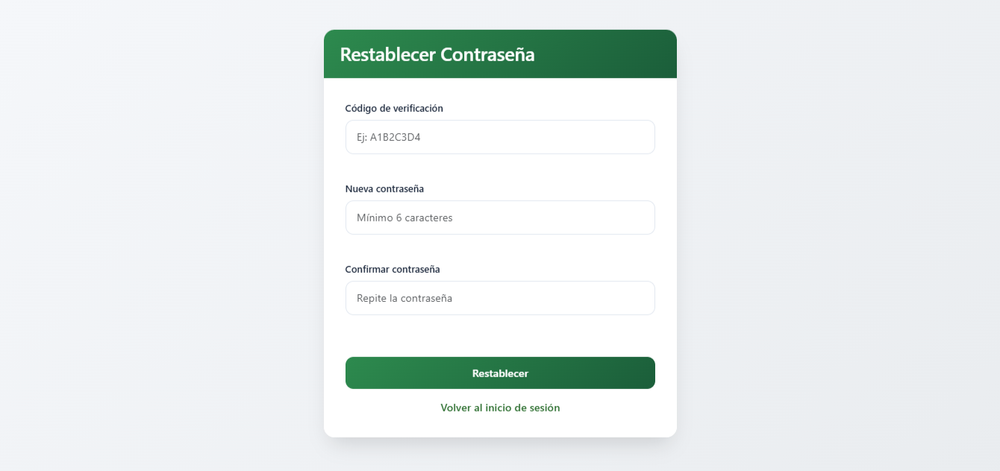 Restablecer Contraseña
Código de verificación
Ej: A1B2C3D4
Nueva contraseña
Mínimo 6 caracteres
Confirmar contraseña
Repite la contraseña
Restablecer
Volver al inicio de sesión